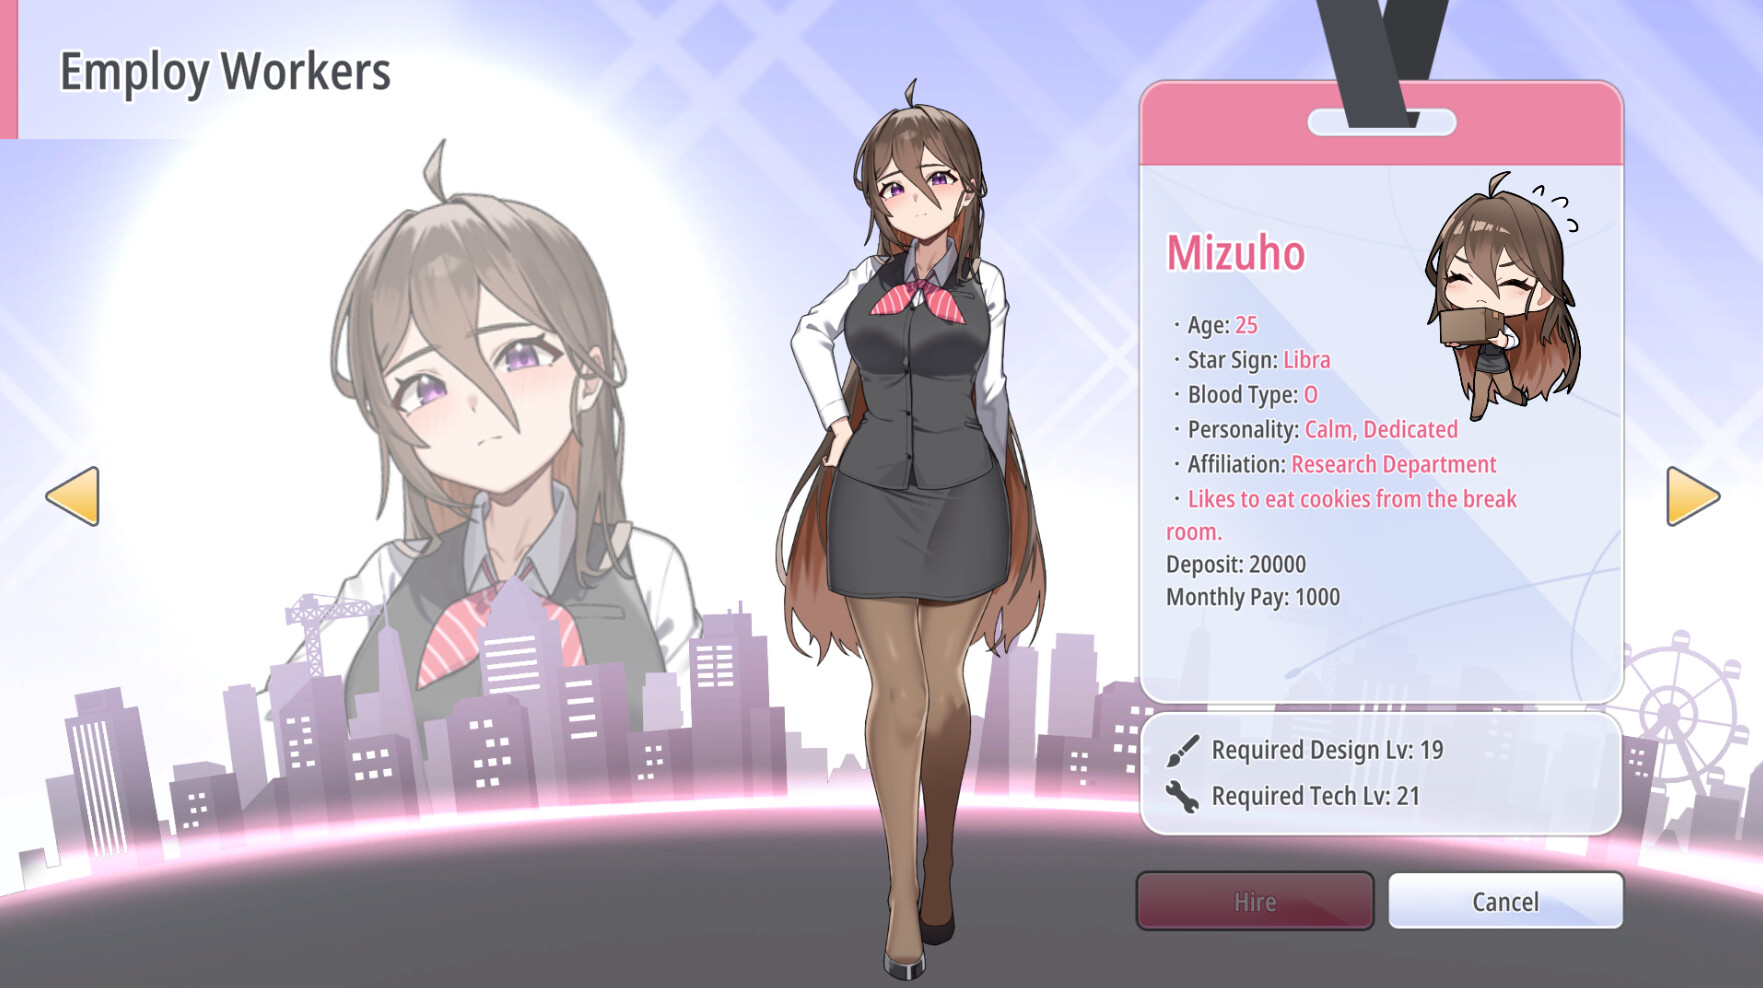 Employ Workers
Mizuho
・Age: 25
・Star Sign: Libra
・Blood Type: O
・Personality: Calm, Dedicated
・Affiliation: Research Department
・Likes to eat cookies from the break
room.
Deposit: 20000
Monthly Pay: 1000
Required Design Lv: 19
Required Tech Lv: 21
Hire
Cancel